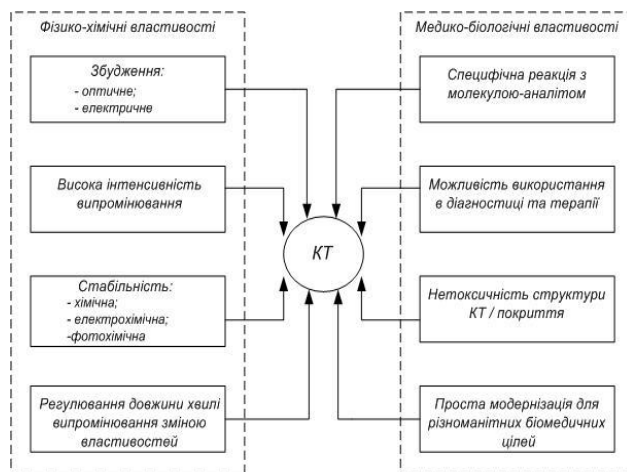 Фізико-хімічні властивості
Збудження:
- оптичне;
- електричне
Висока інтенсивність
випромінювання
Стабільність:
- хімічна;
- електрохімічна;
-фотохімічна
Регулювання довжини хвилі
випромінювання зміною
властивостей
КТ
Медико-біологічні властивості
Специфічна реакція з
молекулою-аналітом
Можливість використання
в діагностиці та терапії
Нетоксичність структури
КТ / покриття
Проста модернізація для
різноманітних біомедичних
цілей